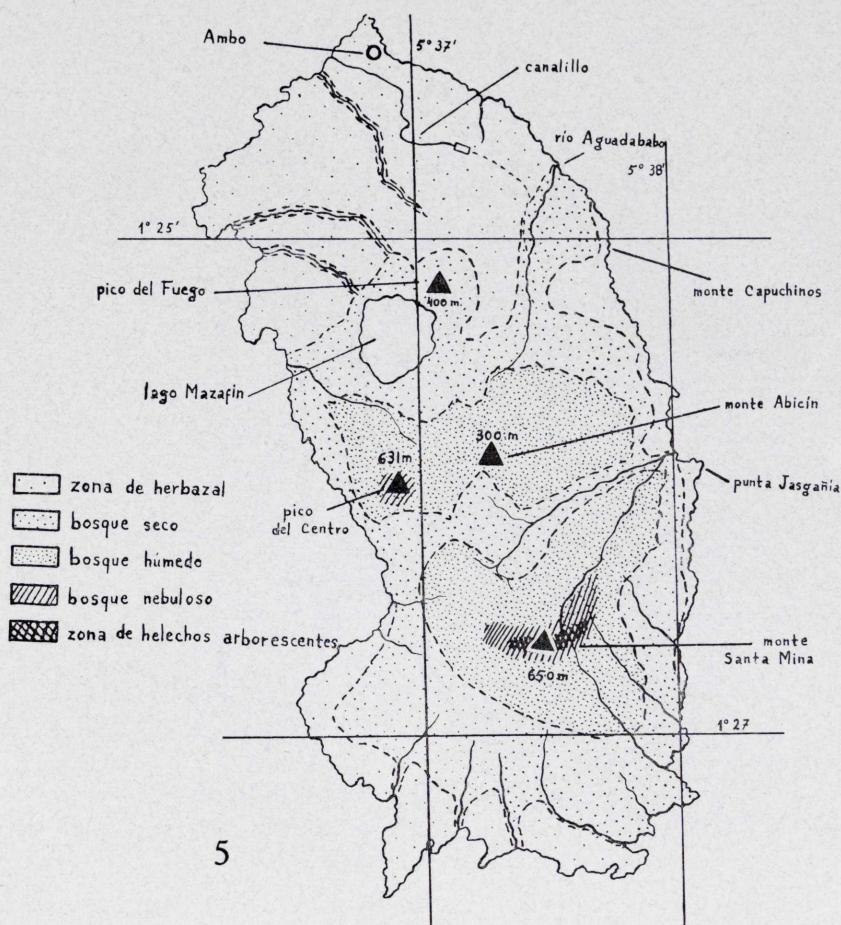 Ambo
5° 37'
canalillo
río Aguadababo
5° 38'
1° 25'
pico del Fuego
400 m.
monte Capuchinos
lago Mazafin
monte Abicín
300 m
631m
punta Jasgañía
pico
del Centro
zona de herbazal
bosque seco
bosque húmedo
bosque nebuloso
zona de helechos arborescentes
monte
Santa Mina
650 m
1° 27
5